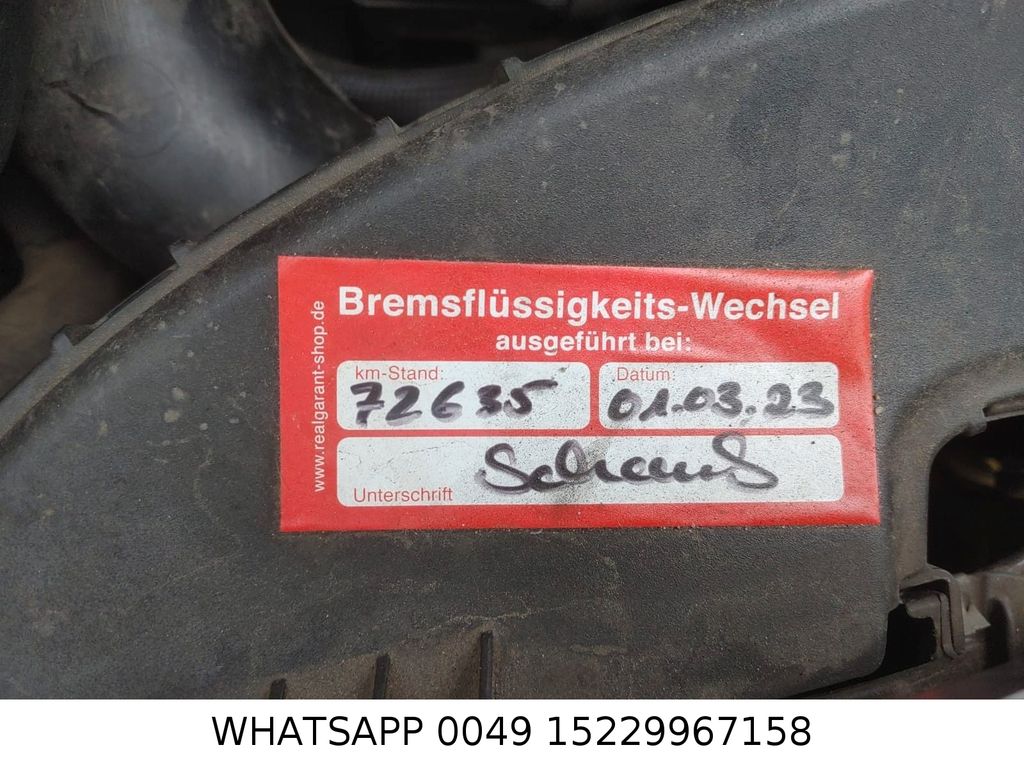 Bremsflüssigkeits-Wechsel
ausgeführt bei:
km-Stand:
72635
Datum:
01.03.23
Unterschrift
www.realgarant-shop.de
WHATSAPP 0049 15229967158